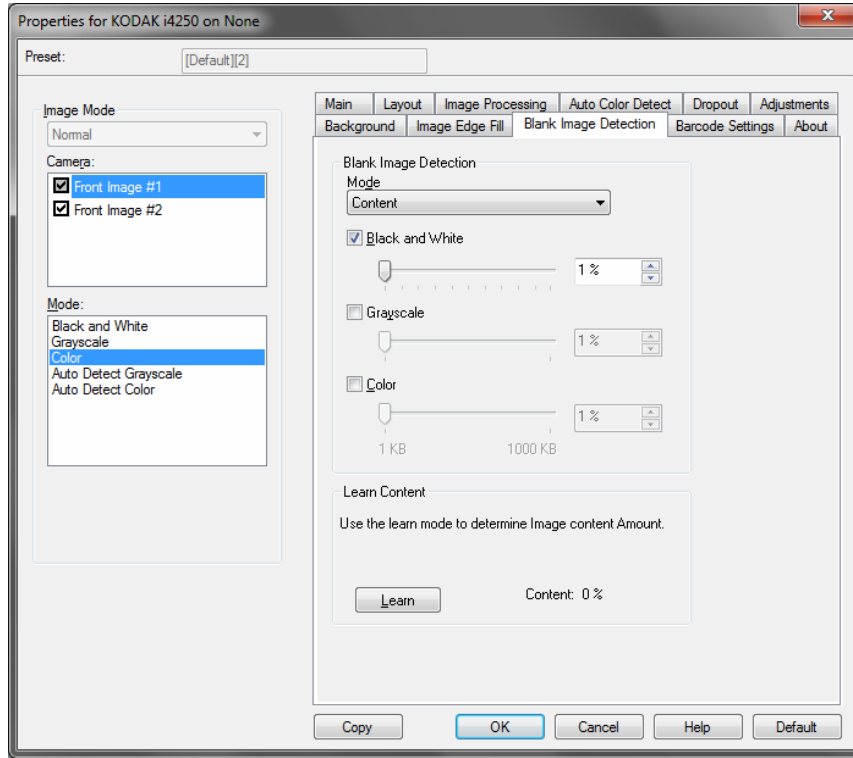 Properties for KODAK i4250 on None
Preset:
[Default][2]
Image Mode
Normal
Camera:
Front Image #1
Front Image #2
Mode:
Black and White
Grayscale
Color
Auto Detect Grayscale
Auto Detect Color
Main Layout Image Processing Auto Color Detect Dropout Adjustments
Background Image Edge Fill Blank Image Detection Barcode Settings About
Blank Image Detection
Mode
Content
Black and White
1 %
Grayscale
1 %
Color
1 %
1 KB 1000 KB
Learn Content
Use the learn mode to determine Image content Amount.
Learn Content: 0 %
Copy OK Cancel Help Default